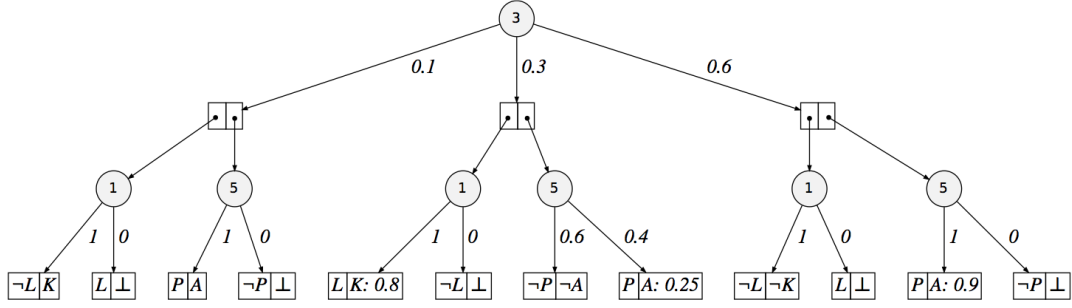 3
0.1 0.3 0.6
1 5 1 5 1 5
1 0 1 0 1 0 0.6 0.4 1 0 1 0
¬L K L ⊥ P A ¬P ⊥ L K: 0.8 ¬L ⊥ ¬P ¬A P A: 0.25 ¬L ¬K L ⊥ P A: 0.9 ¬P ⊥